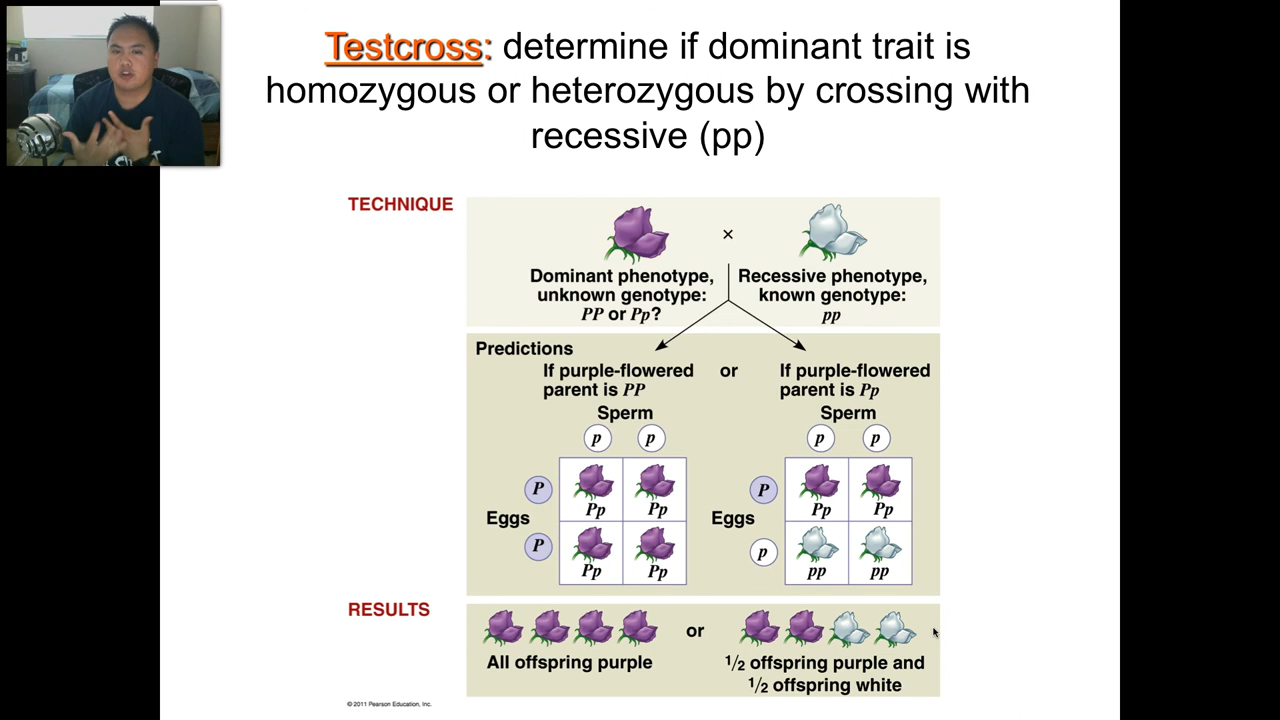 Testcross: determine if dominant trait is
homozygous or heterozygous by crossing with
recessive (pp)
TECHNIQUE
×
Dominant phenotype,
unknown genotype:
PP or Pp?
Recessive phenotype,
known genotype:
pp
Predictions
If purple-flowered
parent is PP
or
If purple-flowered
parent is Pp
Sperm
p p
Eggs
P
Pp Pp
P
Pp Pp
Sperm
p p
Eggs
P
Pp Pp
p
pp pp
RESULTS
All offspring purple
or
1/2 offspring purple and
1/2 offspring white
© 2011 Pearson Education, Inc.